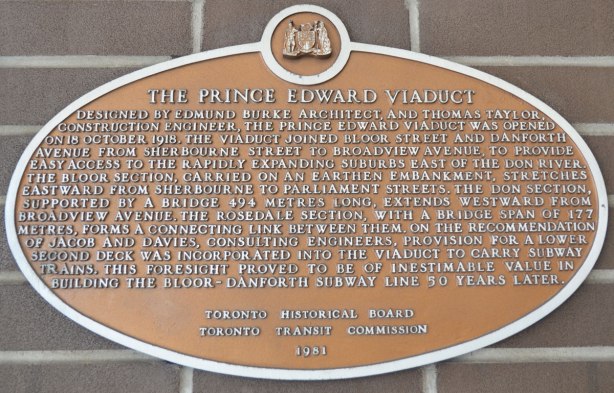 THE PRINCE EDWARD VIADUCT
DESIGNED BY EDMUND BURKE ARCHITECT, AND THOMAS TAYLOR,
CONSTRUCTION ENGINEER, THE PRINCE EDWARD VIADUCT WAS OPENED
ON 18 OCTOBER 1918. THE VIADUCT JOINED BLOOR STREET AND DANFORTH
AVENUE FROM SHERBOURNE STREET TO BROADVIEW AVENUE, TO PROVIDE
EASY ACCESS TO THE RAPIDLY EXPANDING SUBURBS EAST OF THE DON RIVER.
THE BLOOR SECTION, CARRIED ON AN EARTHEN EMBANKMENT, STRETCHES
EASTWARD FROM SHERBOURNE TO PARLIAMENT STREETS. THE DON SECTION,
SUPPORTED BY A BRIDGE 494 METRES LONG, EXTENDS WESTWARD FROM
BROADVIEW AVENUE. THE ROSEDALE SECTION, WITH A BRIDGE SPAN OF 177
METRES, FORMS A CONNECTING LINK BETWEEN THEM. ON THE RECOMMENDATION
OF JACOB AND DAVIES, CONSULTING ENGINEERS, PROVISION FOR A LOWER
SECOND DECK WAS INCORPORATED INTO THE VIADUCT TO CARRY SUBWAY
TRAINS. THIS FORESIGHT PROVED TO BE OF INESTIMABLE VALUE IN
BUILDING THE BLOOR-DANFORTH SUBWAY LINE 50 YEARS LATER.
TORONTO HISTORICAL BOARD
TORONTO TRANSIT COMMISSION
1981